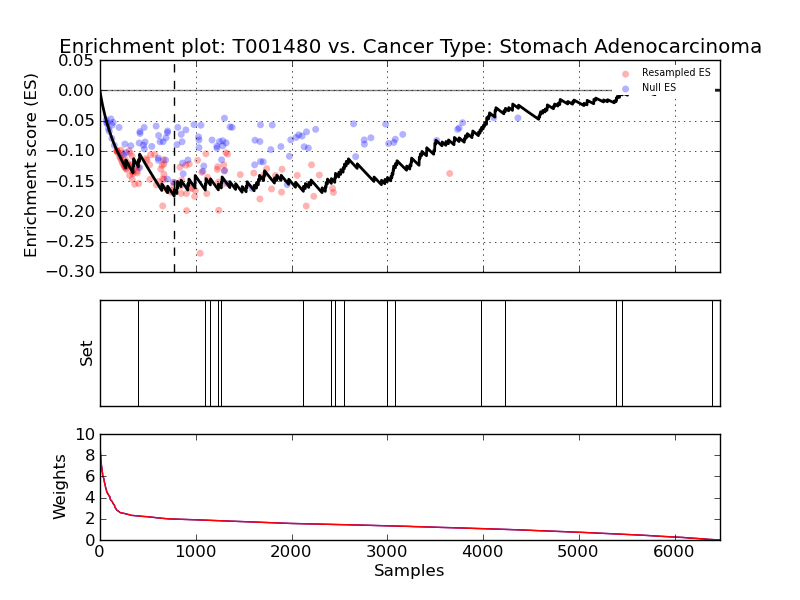 Enrichment plot: T001480 vs. Cancer Type: Stomach Adenocarcinoma
0.05
0.00
−0.05
−0.10
−0.15
−0.20
−0.25
−0.30
Enrichment score (ES)
Resampled ES
Null ES
Set
10
8
6
4
2
0
Weights
0 1000 2000 3000 4000 5000 6000
Samples